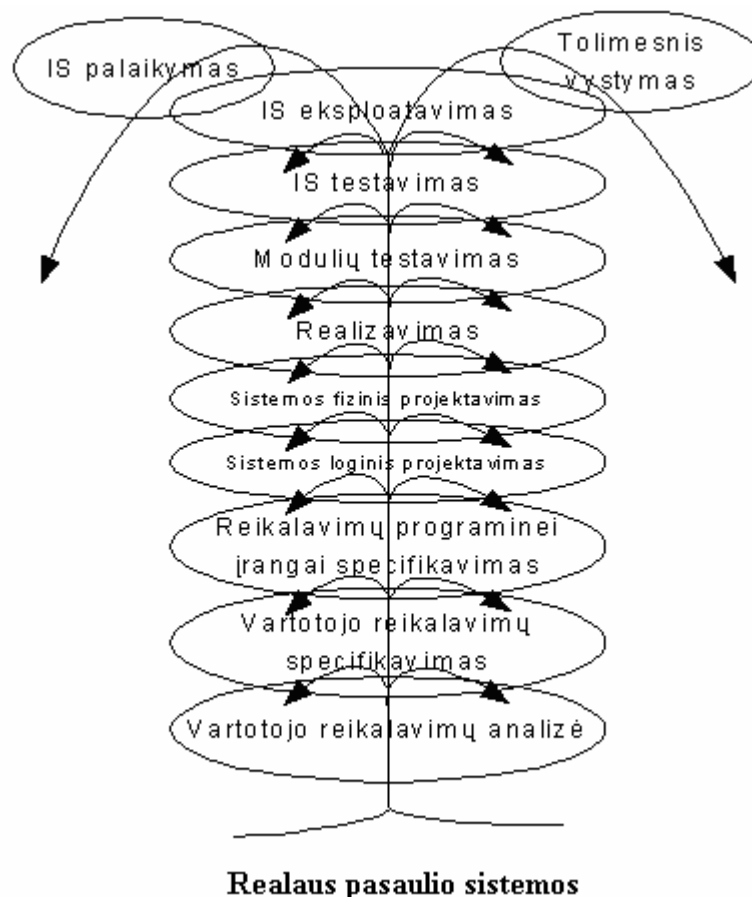 IS palaikymas
Tolimesnis
vystymas
IS eksploatavimas
IS testavimas
Modulių testavimas
Realizavimas
Sistemos fizinis projektavimas
Sistemos loginis projektavimas
Reikalavimų programinei
įrangai specifikavimas
Vartotojo reikalavimų
specifikavimas
Vartotojo reikalavimų analizė
Realaus pasaulio sistemos